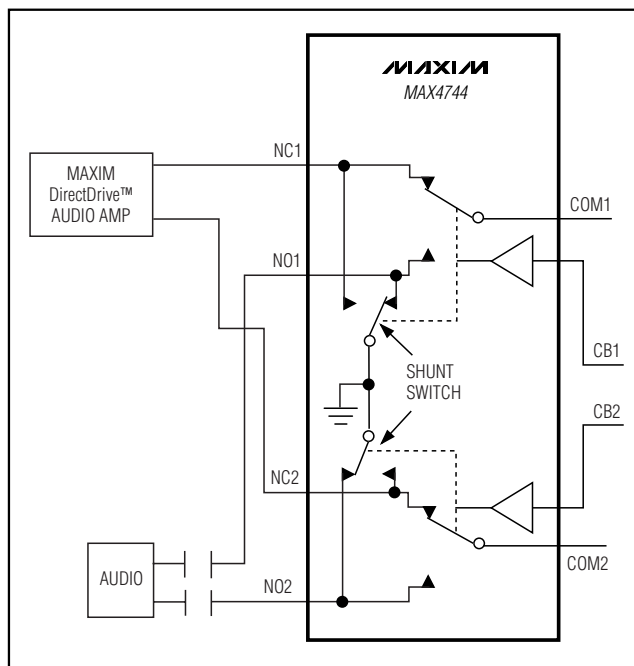 MAXIM
MAX4744
NC1
MAXIM
DirectDrive™
AUDIO AMP
COM1
NO1
CB1
SHUNT
SWITCH
CB2
NC2
COM2
AUDIO
NO2